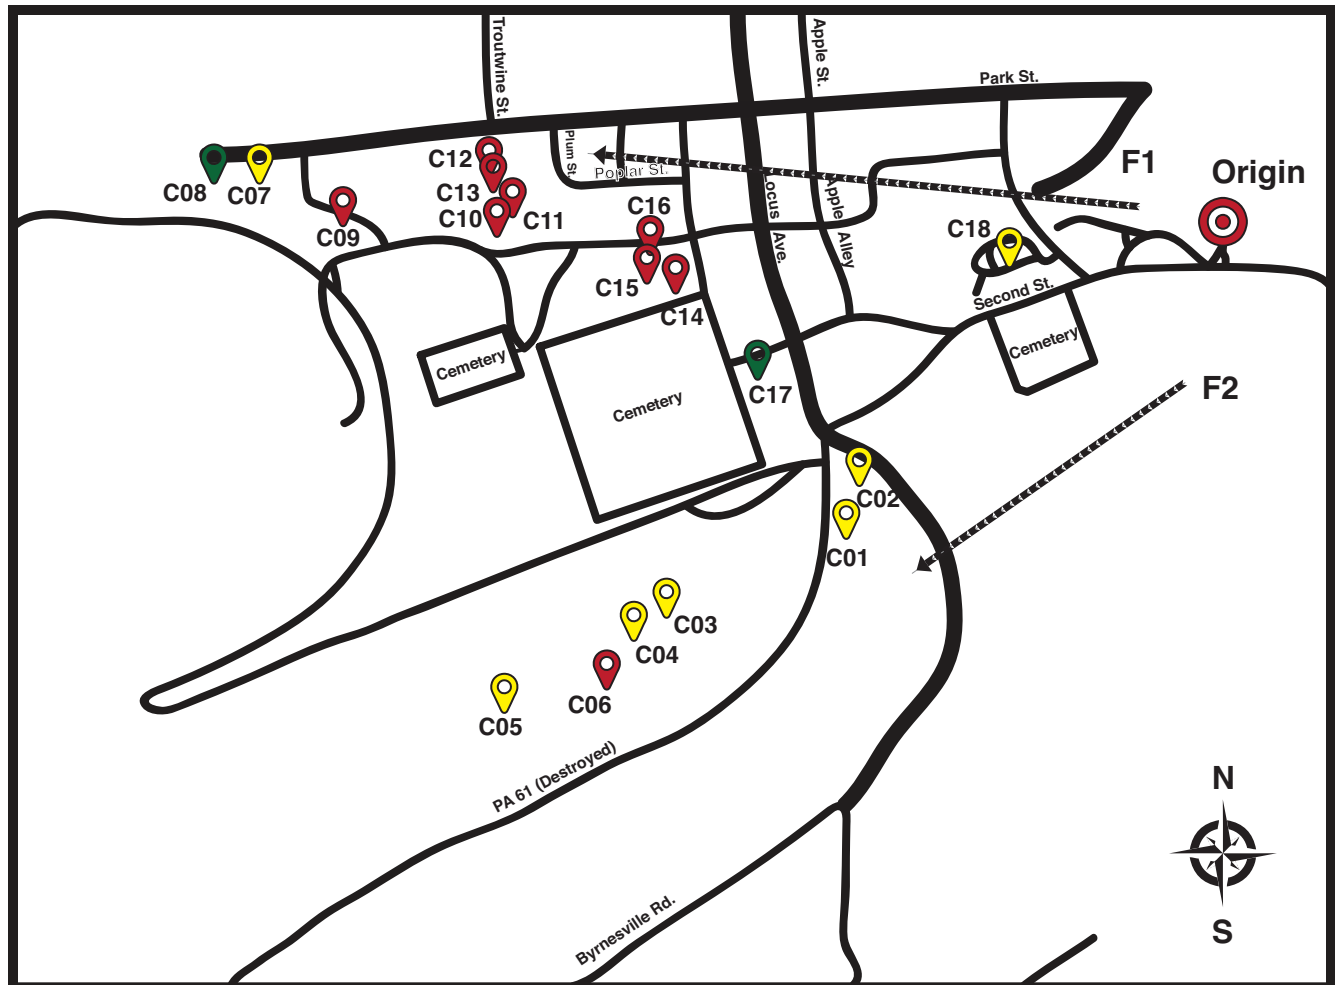 Troutwine St.
Apple St.
Park St.
Plum St.
Poplar St.
F1
Origin
C12
C13
C10
C11
C08
C07
C09
C16
C15
C14
Locus Ave.
Apple Alley
C18
Second St.
Cemetery
Cemetery
Cemetery
C17
F2
C02
C01
C03
C04
C06
C05
PA 61 (Destroyed)
Byrnesville Rd.
N
S